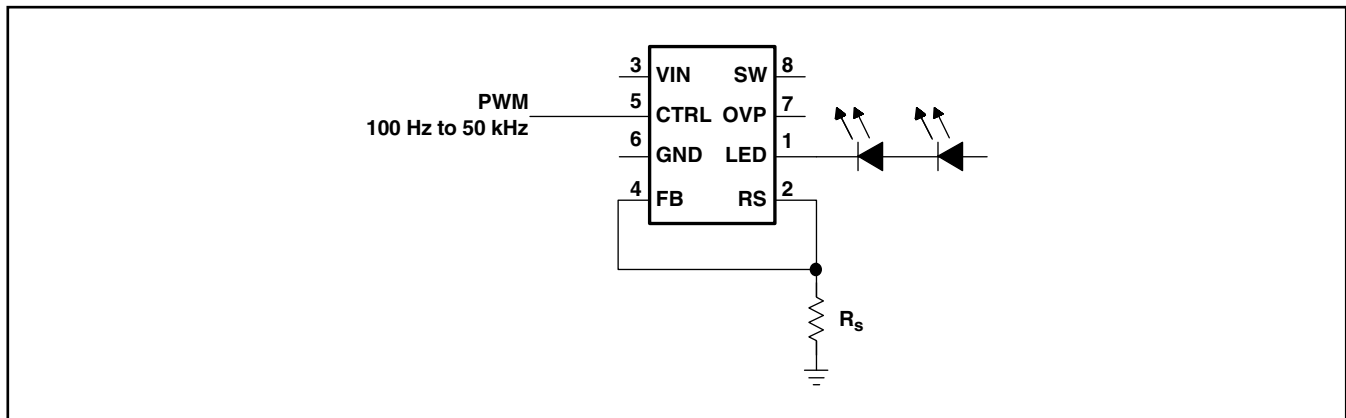 3 VIN SW 8
PWM 5 CTRL OVP 7
100 Hz to 50 kHz
6 GND LED 1
4 FB RS 2
Rs